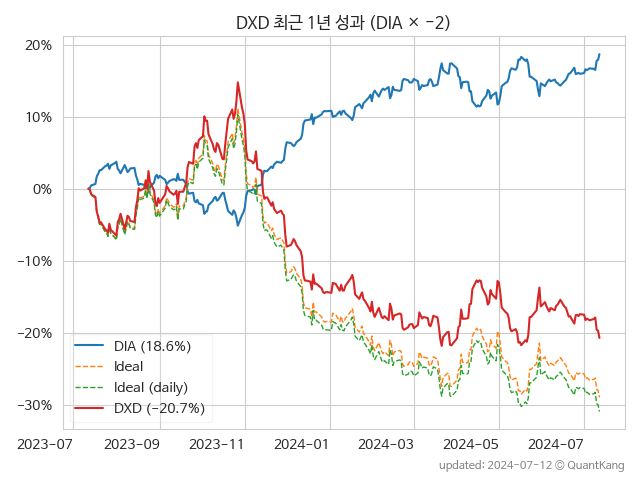 DXD 최근 1년 성과 (DIA × −2)
20%
10%
0%
−10%
−20%
−30%
DIA (18.6%)
Ideal
Ideal (daily)
DXD (−20.7%)
2023-07
2023-09
2023-11
2024-01
2024-03
2024-05
2024-07
updated: 2024-07-12 © QuantKang